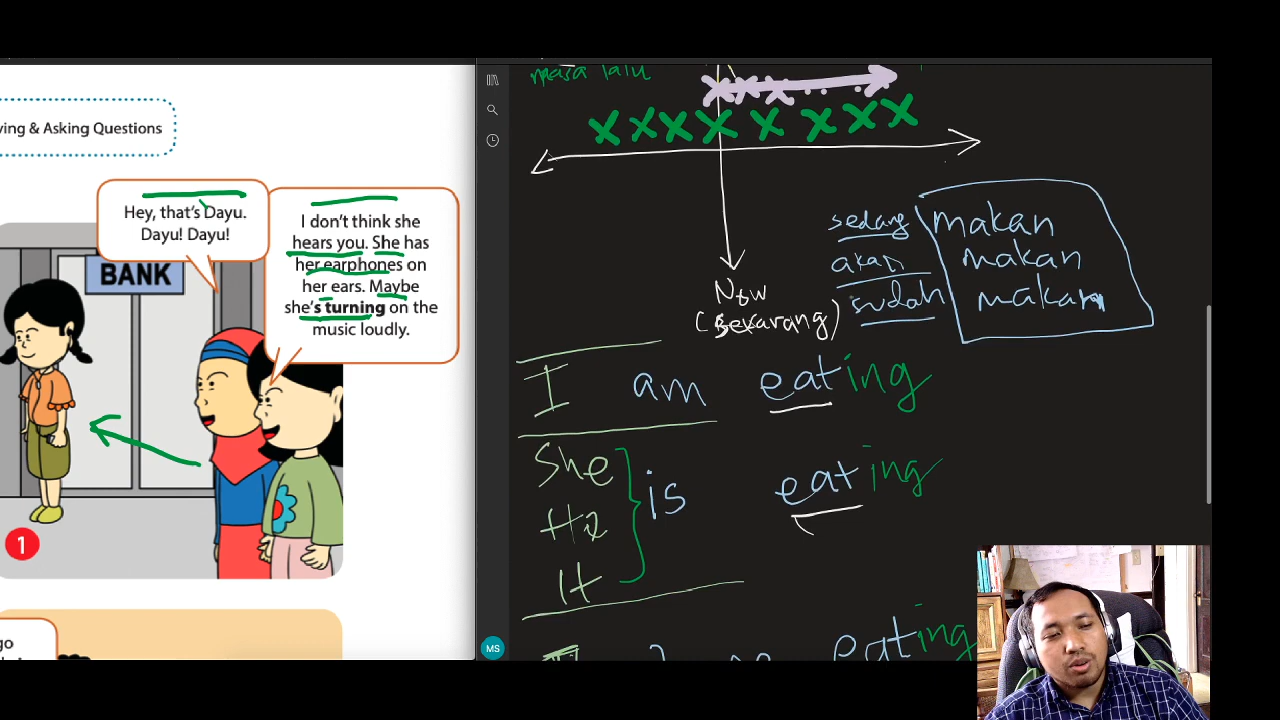 ving & Asking Questions
Hey, that's Dayu.
Dayu! Dayu!
I don't think she
hears you. She has
her earphones on
her ears. Maybe
she's turning on the
music loudly.
BANK
1
go
masa lalu
x x x
x x x x x x x x
sedang makan
akan makan
sudah makan
Now
(sekarang)
I am eating
She
He is eating
It
eating
MS